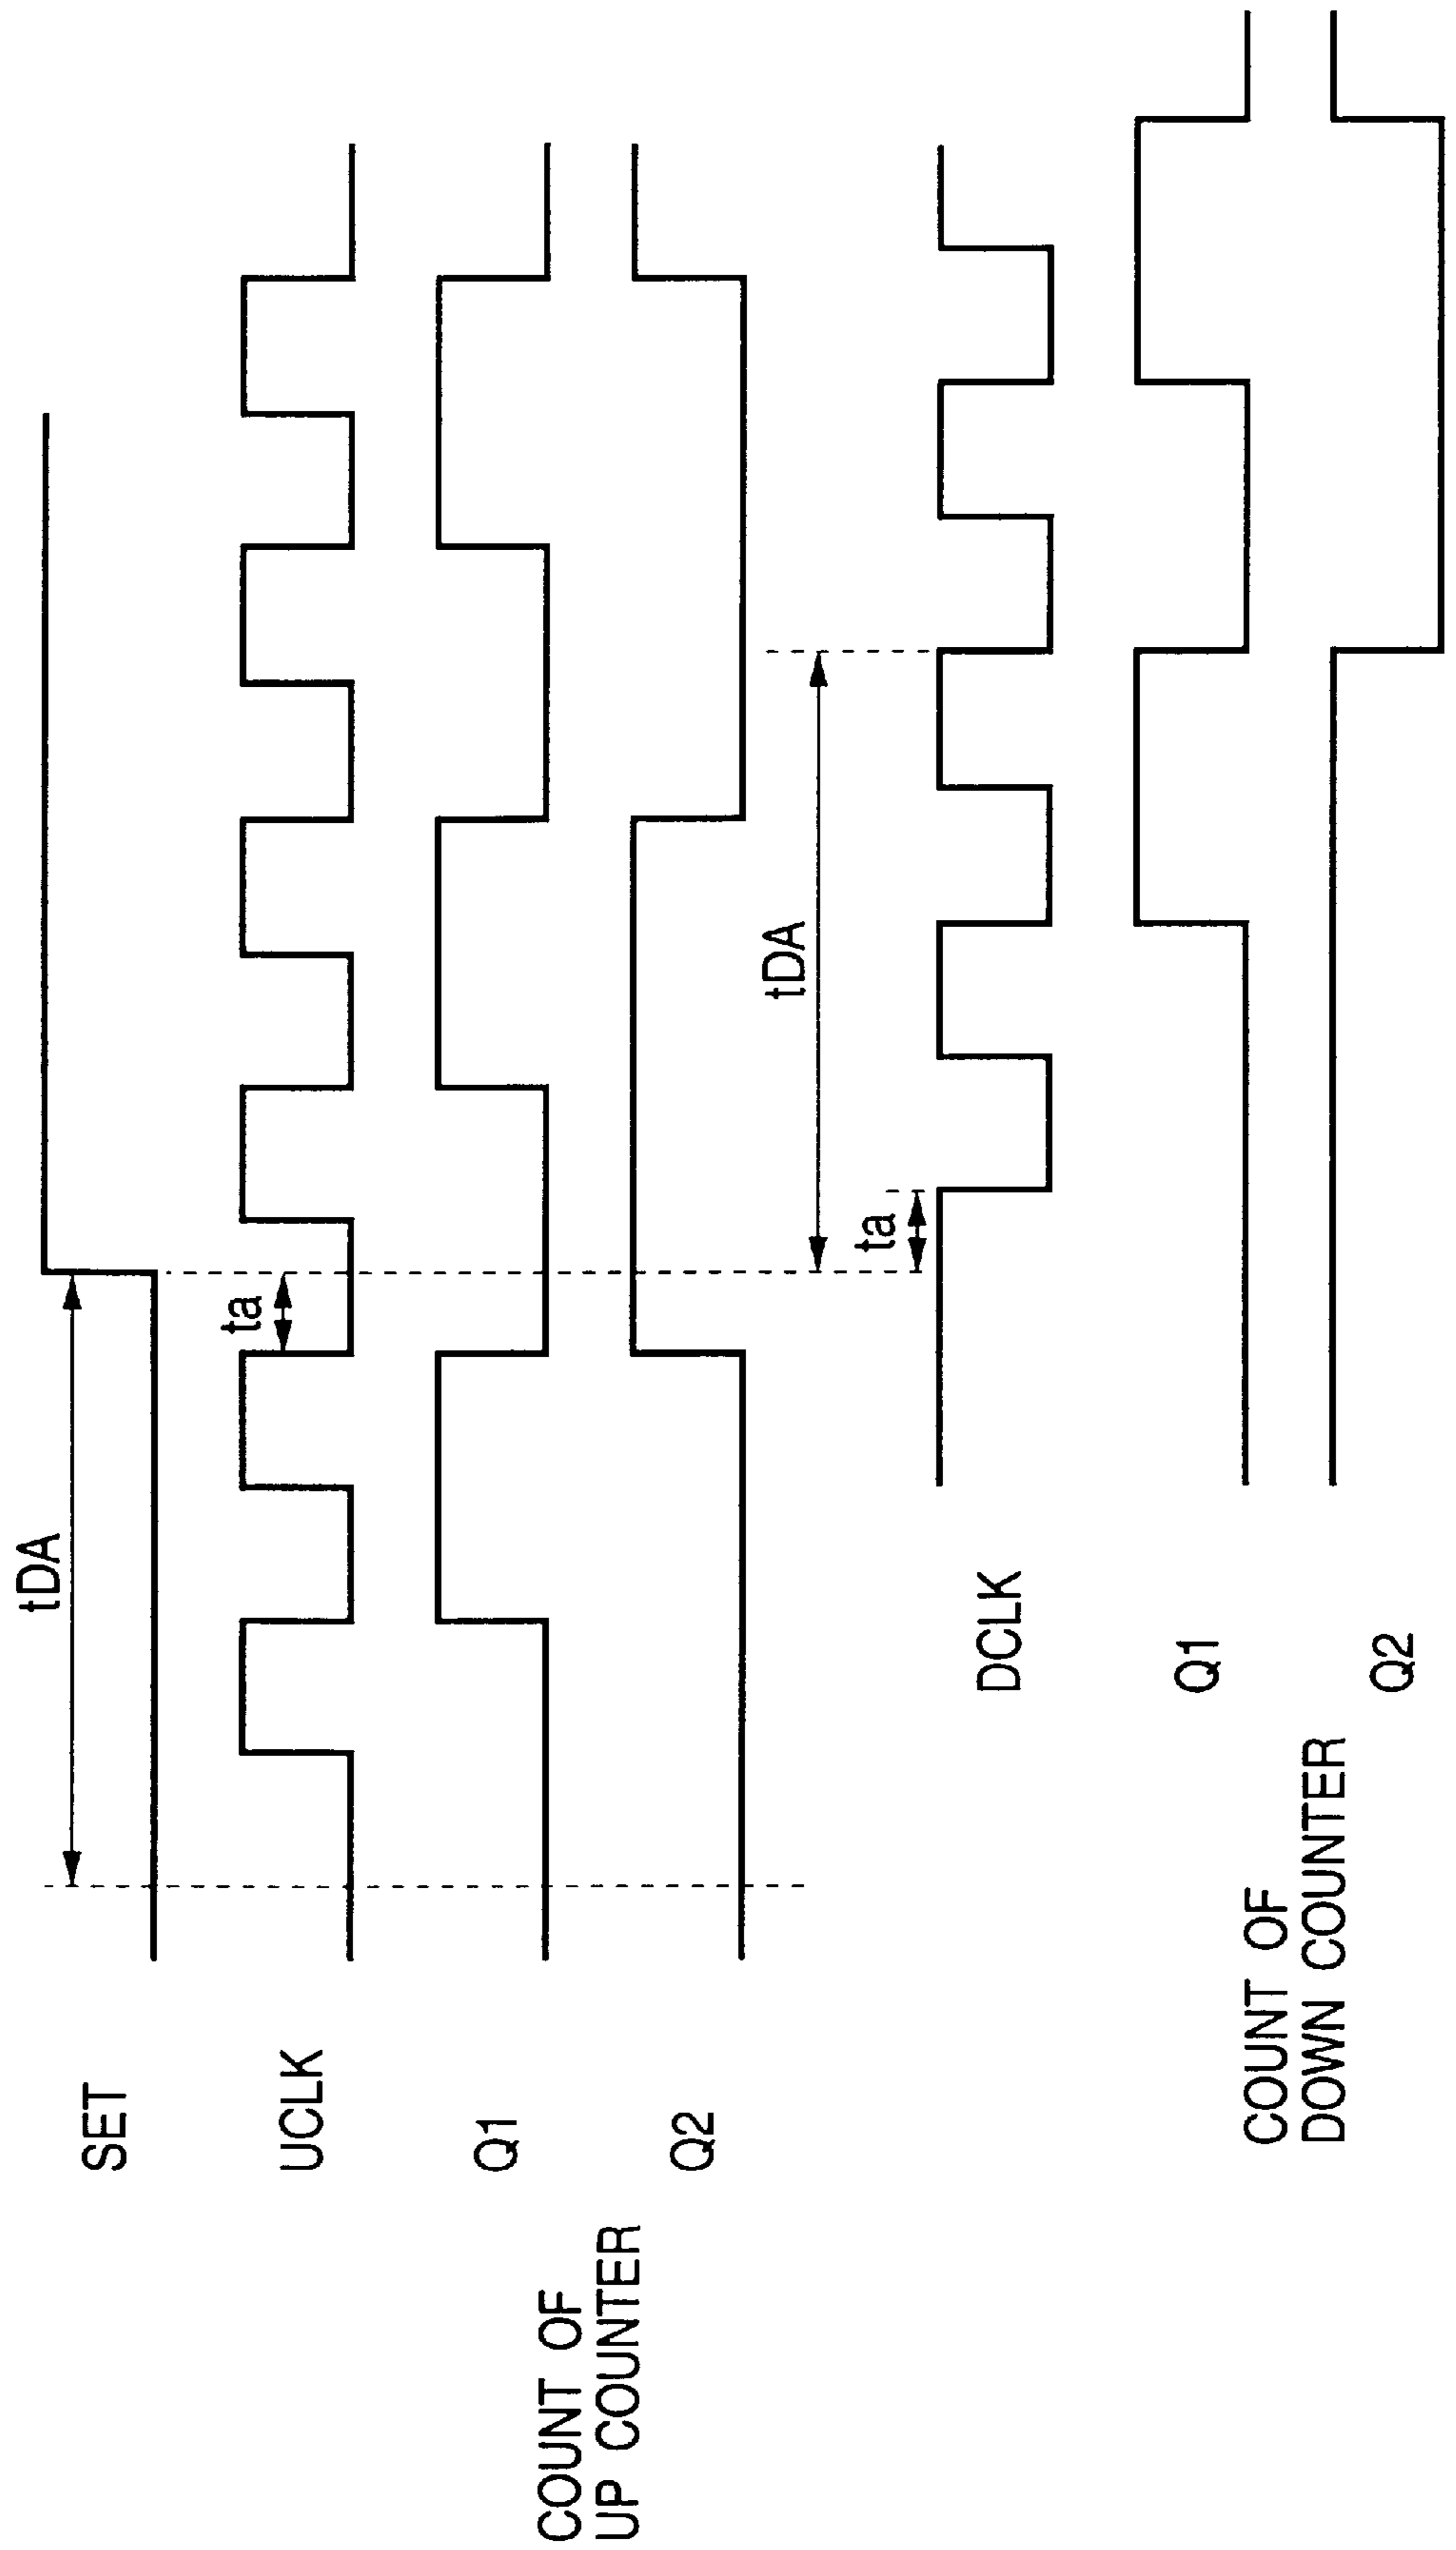 tDA
SET
ta
UCLK
Q1
Q2
COUNT OF
UP COUNTER
tDA
ta
DCLK
Q1
Q2
COUNT OF
DOWN COUNTER